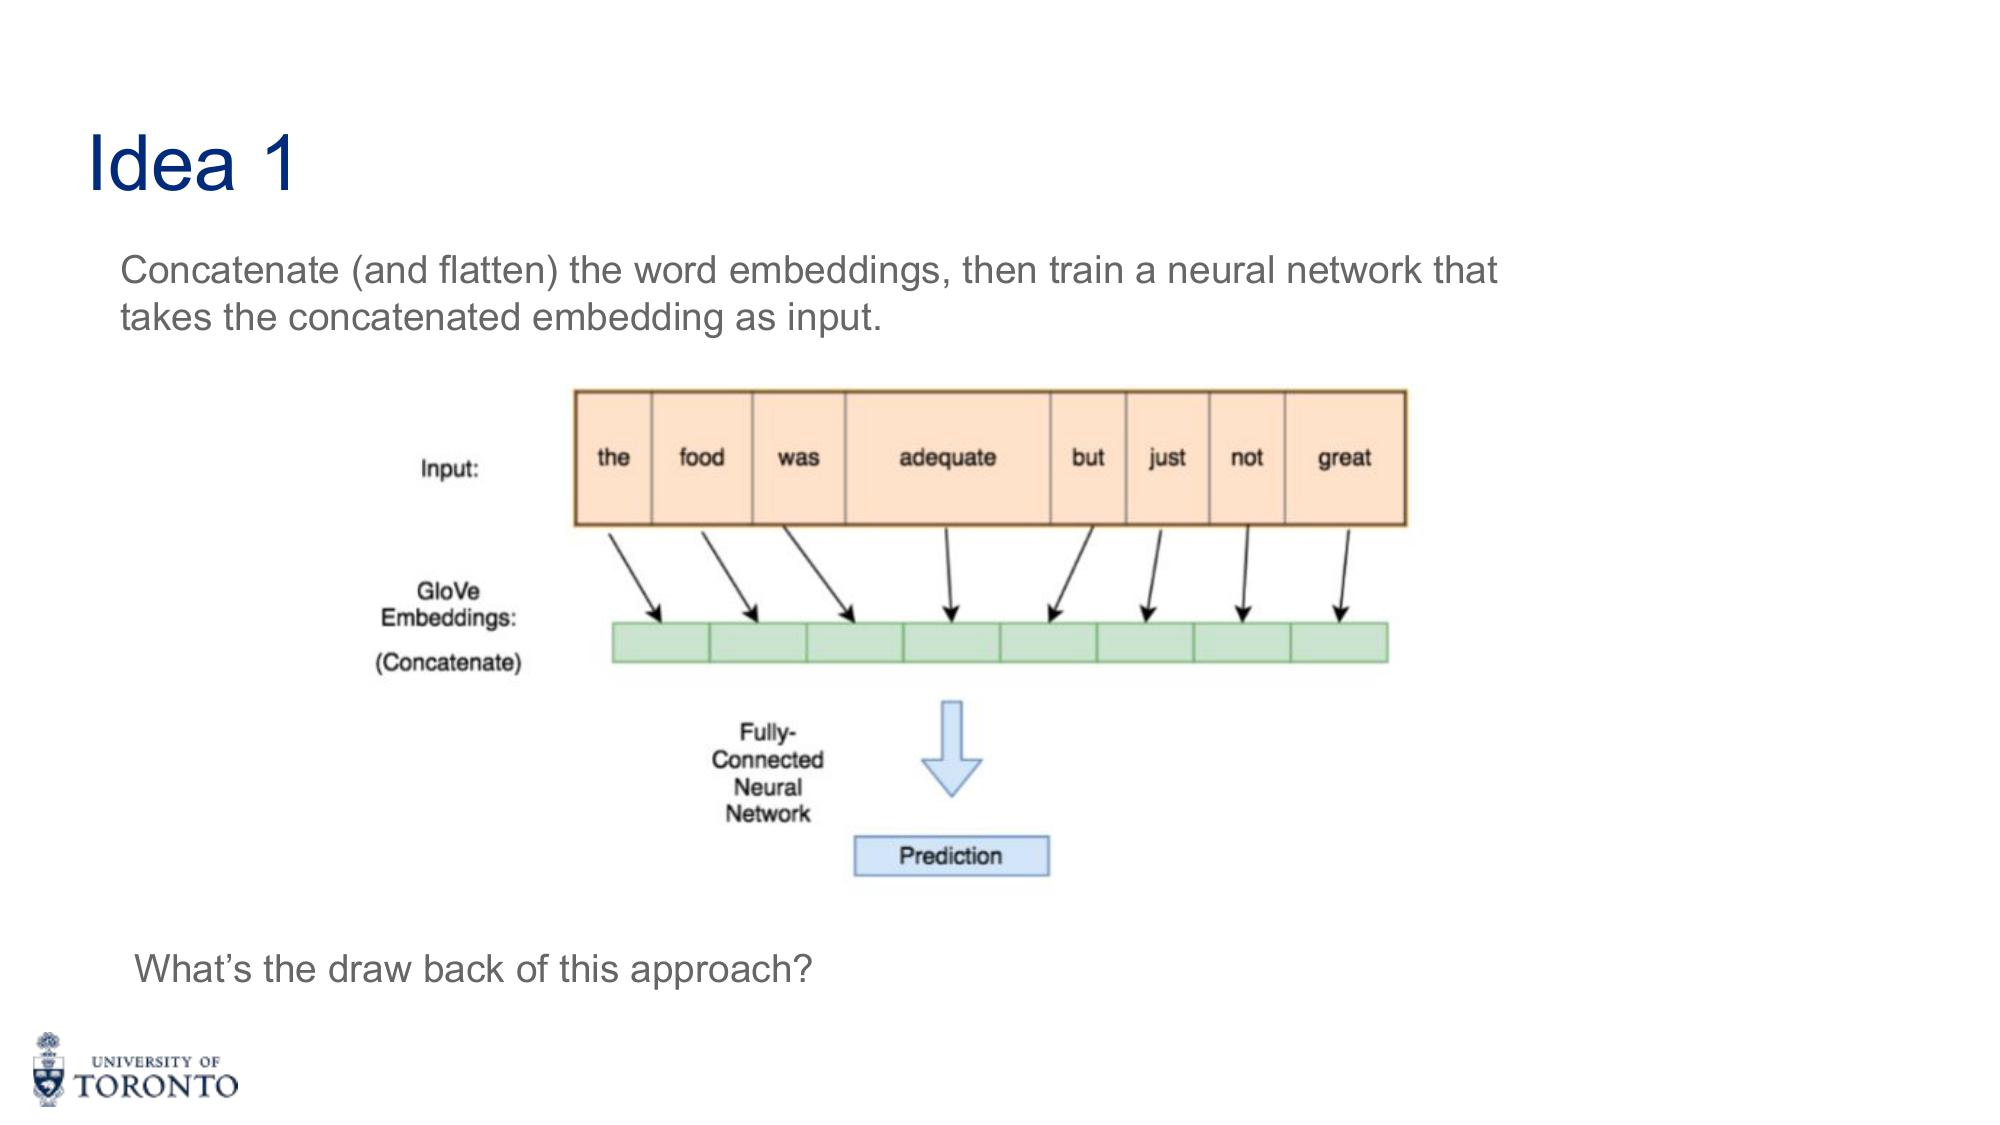 Idea 1
Concatenate (and flatten) the word embeddings, then train a neural network that
takes the concatenated embedding as input.
Input:
the food was adequate but just not great
GloVe
Embeddings:
(Concatenate)
Fully-
Connected
Neural
Network
Prediction
What’s the draw back of this approach?
UNIVERSITY OF
TORONTO